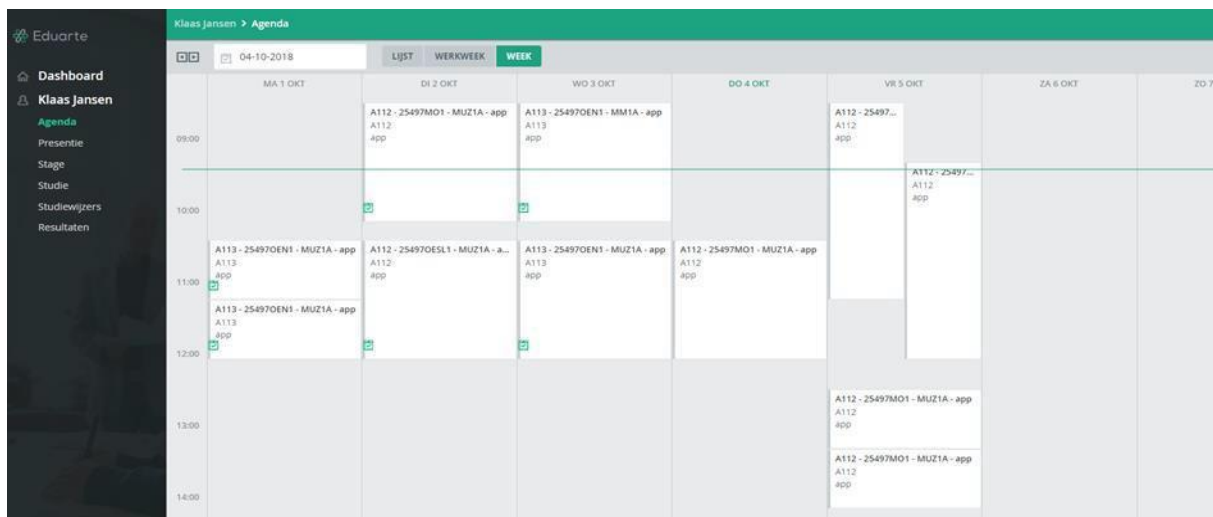 Eduarte
Dashboard
Klaas Jansen
Agenda
Presentie
Stage
Studie
Studiewijzers
Resultaten
Klaas Jansen > Agenda
04-10-2018
LIJST WERKWEEK WEEK
MA 1 OKT DI 2 OKT WO 3 OKT DO 4 OKT VR 5 OKT ZA 6 OKT ZO 7
09:00
10:00
11:00
12:00
13:00
14:00
A113 - 25497OEN1 - MUZ1A - app
A113
app
A113 - 25497OEN1 - MUZ1A - app
A113
app
A112 - 25497MO1 - MUZ1A - app
A112
app
A112 - 25497OESL1 - MUZ1A - a...
A112
app
A113 - 25497OEN1 - MM1A - app
A113
app
A113 - 25497OEN1 - MUZ1A - app
A113
app
A112 - 25497MO1 - MUZ1A - app
A112
app
A112 - 25497...
A112
app
A112 - 25497...
A112
app
A112 - 25497MO1 - MUZ1A - app
A112
app
A112 - 25497MO1 - MUZ1A - app
A112
app